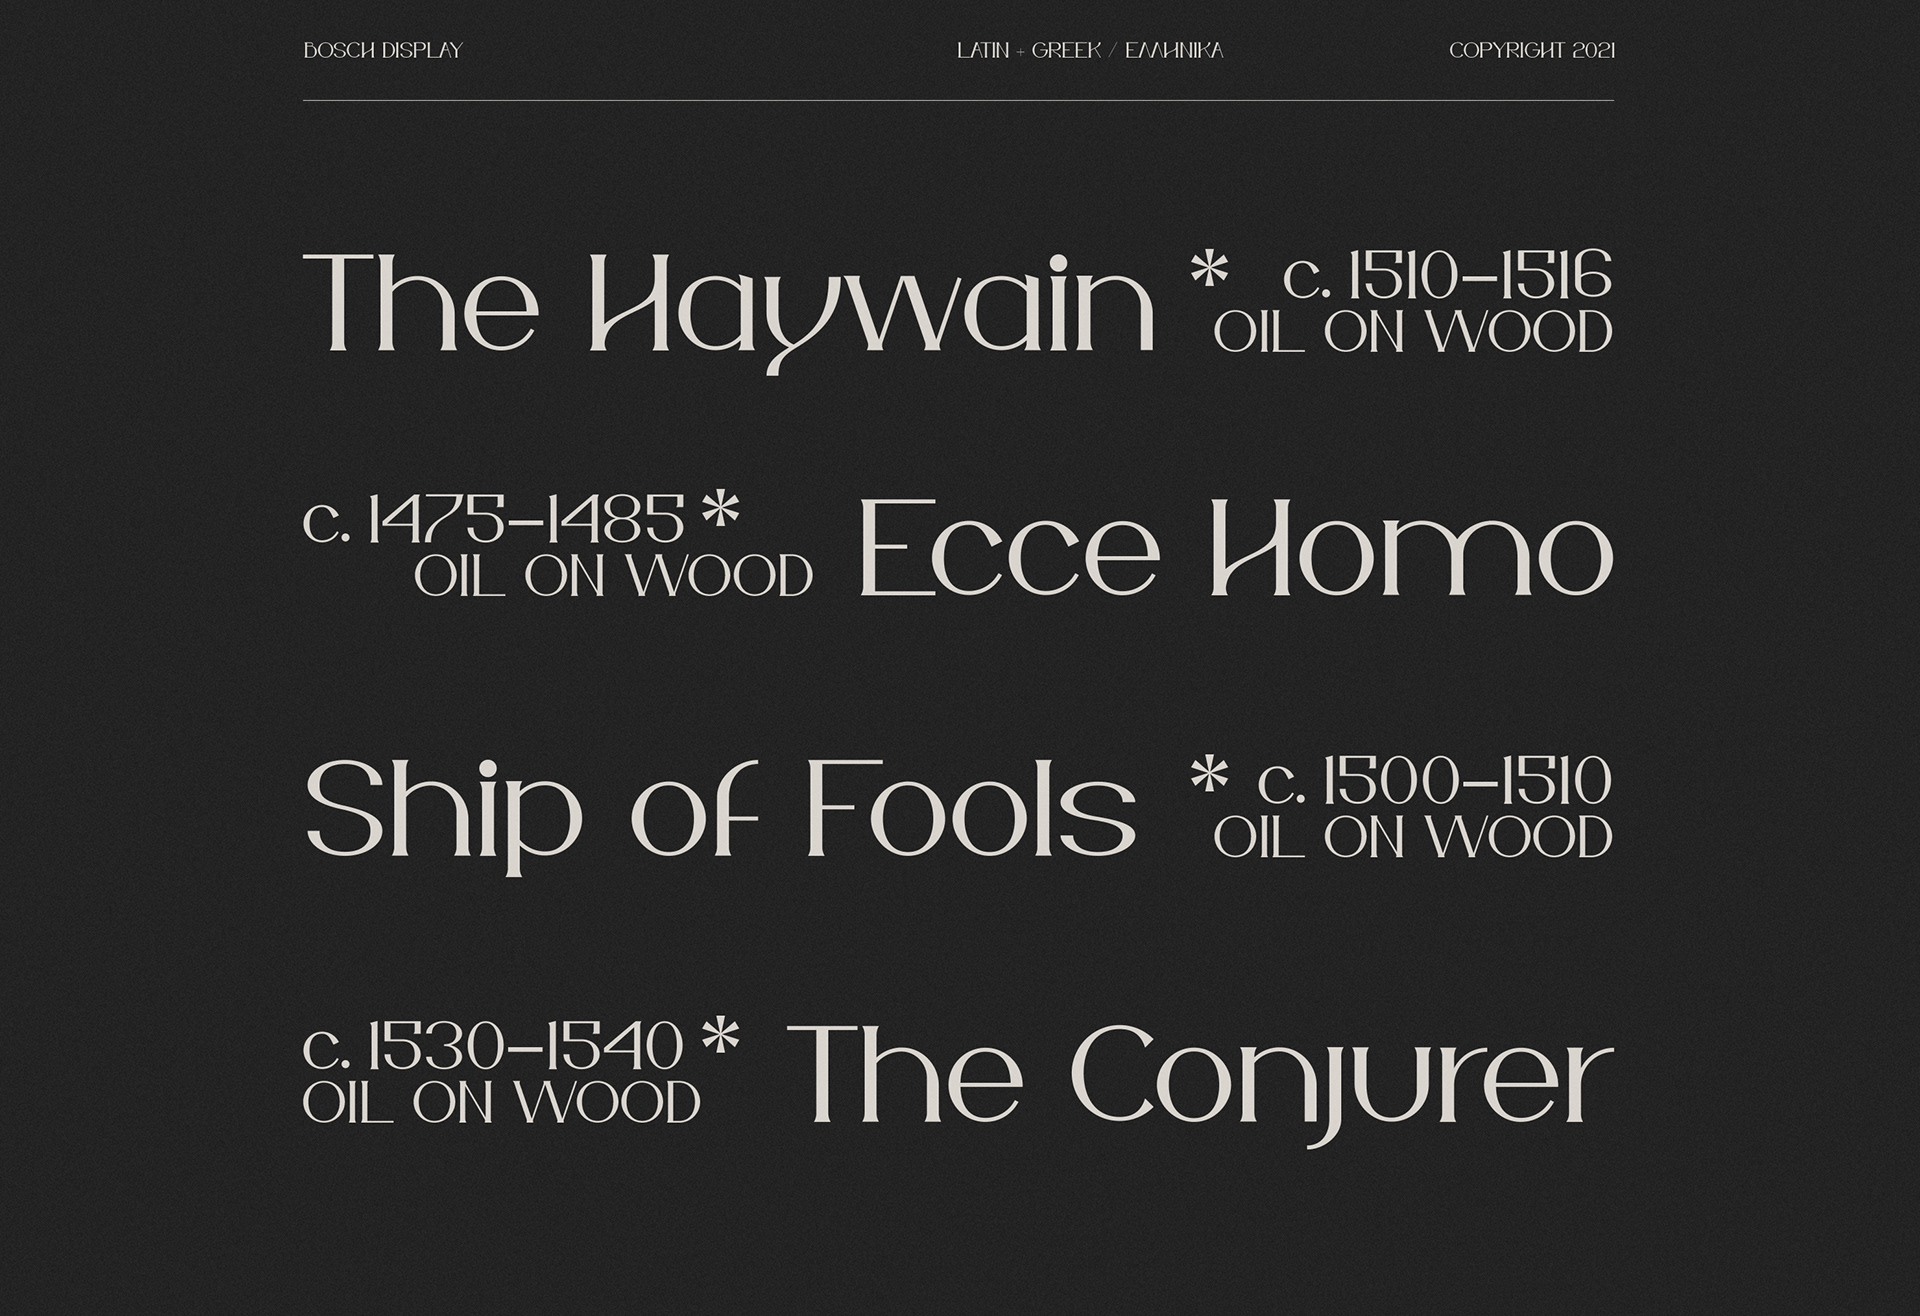 BOSCH DISPLAY
LATIN + GREEK / ΕΛΛΗΝΙΚΑ
COPYRIGHT 2021
The Haywain * c. 1510–1516
OIL ON WOOD
c. 1475–1485 *
OIL ON WOOD
Ecce Homo
Ship of Fools * c. 1500–1510
OIL ON WOOD
c. 1530–1540 *
OIL ON WOOD
The Conjurer